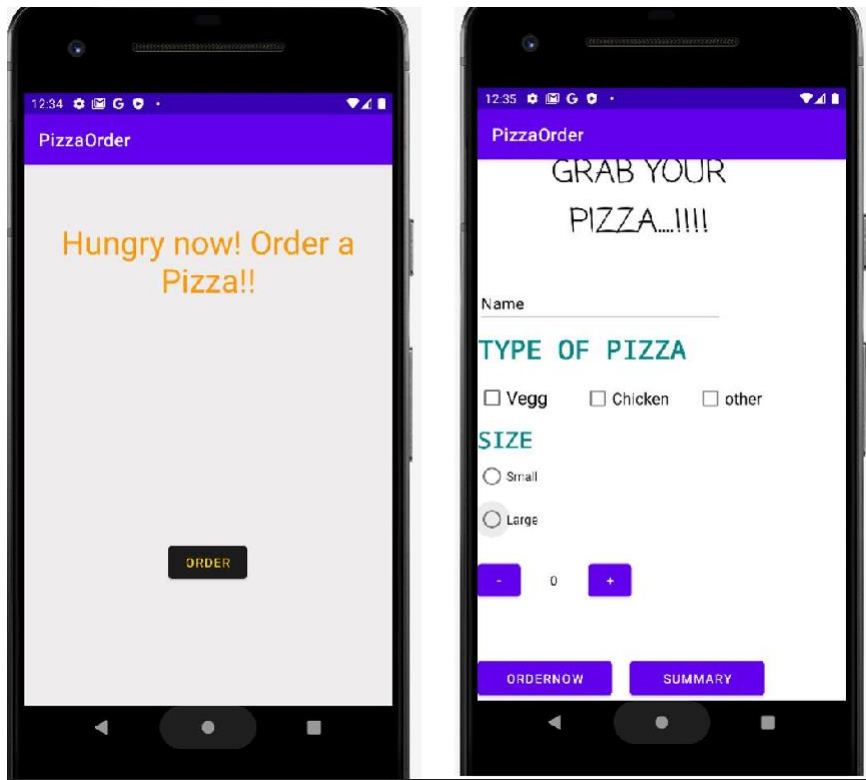 12:34 G
PizzaOrder
Hungry now! Order a
Pizza!!
ORDER
12:35 G
PizzaOrder
GRAB YOUR
PIZZA....!!!!
Name
TYPE OF PIZZA
Vegg Chicken other
SIZE
Small
Large
- 0 +
ORDERNOW SUMMARY